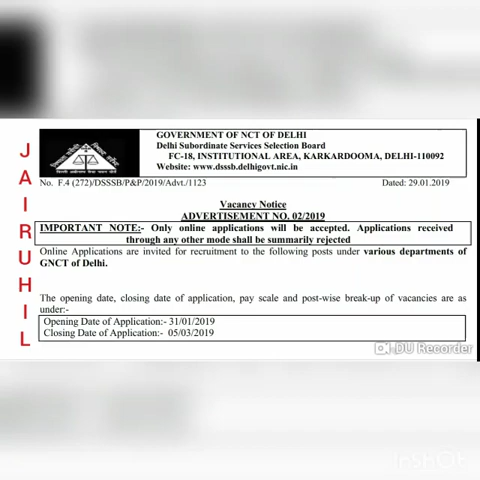 JAIRUHIL
GOVERNMENT OF NCT OF DELHI
Delhi Subordinate Services Selection Board
FC-18, INSTITUTIONAL AREA, KARKARDOOMA, DELHI-110092
Website: www.dsssb.delhigovt.nic.in
No. F.4 (272)/DSSSB/P&P/2019/Advt./1123 Dated: 29.01.2019
Vacancy Notice
ADVERTISEMENT NO. 02/2019
IMPORTANT NOTE:- Only online applications will be accepted. Applications received
through any other mode shall be summarily rejected
Online Applications are invited for recruitment to the following posts under various departments of
GNCT of Delhi.
The opening date, closing date of application, pay scale and post-wise break-up of vacancies are as
under:-
Opening Date of Application:- 31/01/2019
Closing Date of Application:- 05/03/2019
DU Recorder
InShOt